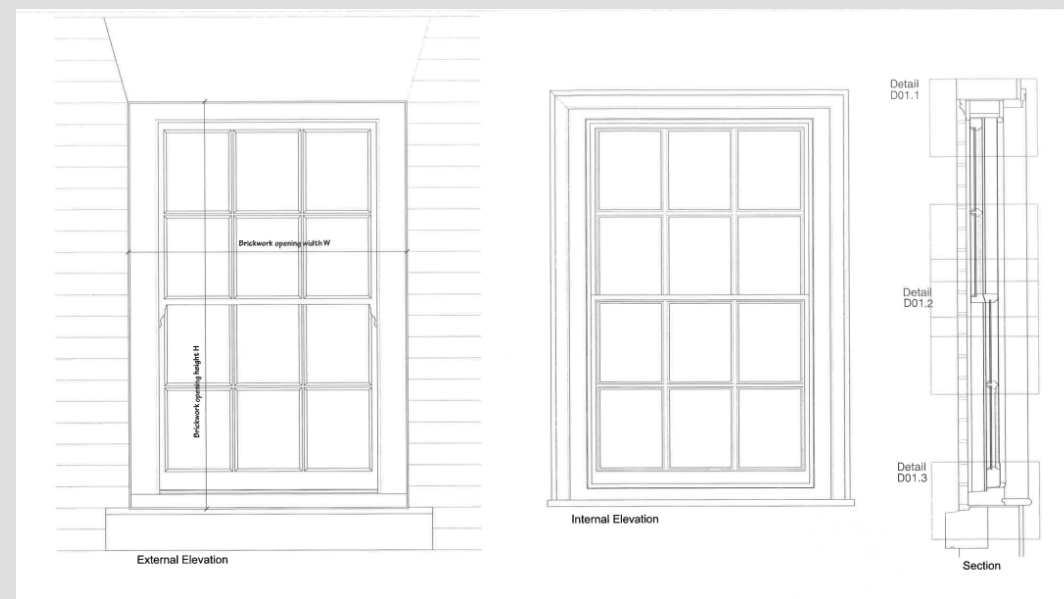 Brickwork opening width W
Brickwork opening height H
External Elevation
Internal Elevation
Detail
D01.1
Detail
D01.2
Detail
D01.3
Section